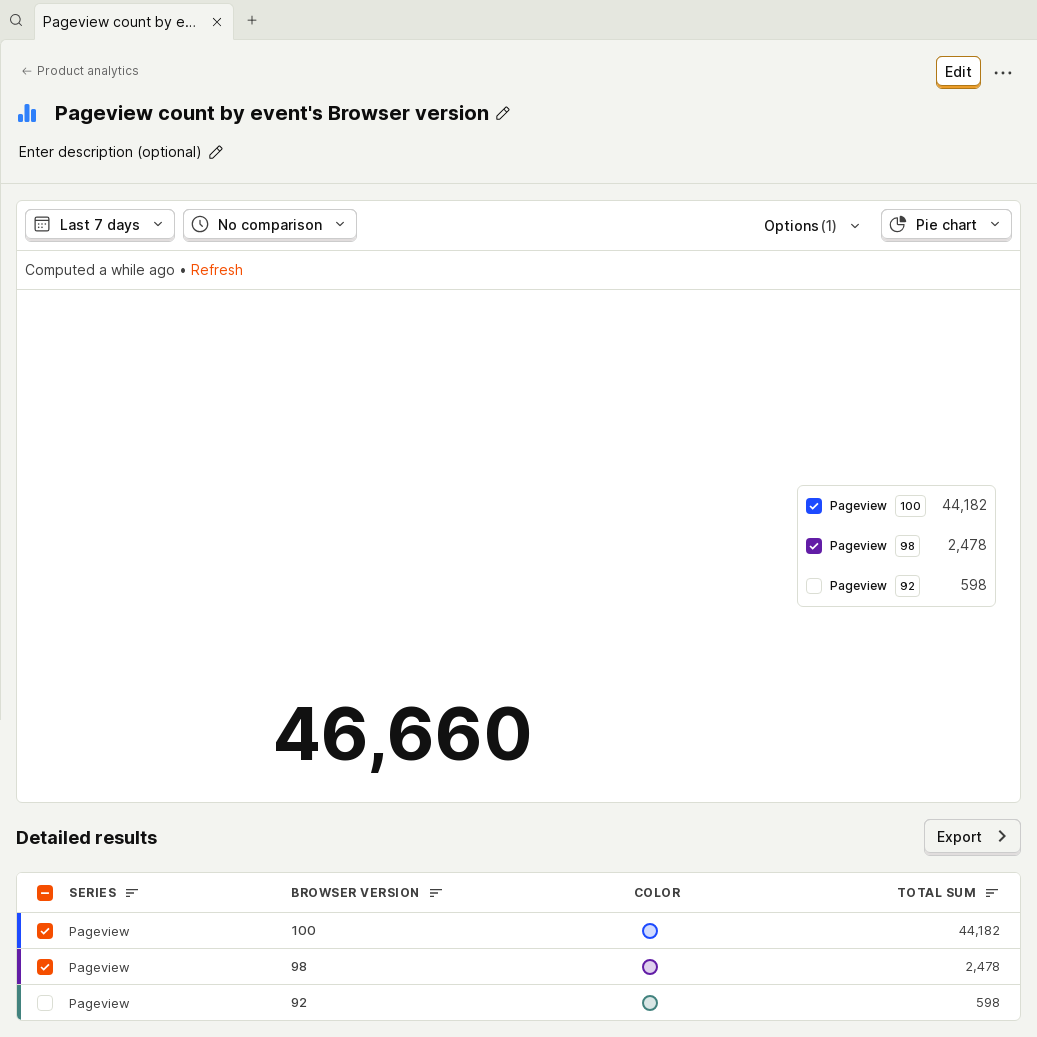 Pageview count by e...
Product analytics
Edit
Pageview count by event's Browser version
Enter description (optional)
Last 7 days
No comparison
Options (1)
Pie chart
Computed a while ago • Refresh
Pageview 100 44,182
Pageview 98 2,478
Pageview 92 598
46,660
Detailed results
Export
SERIES BROWSER VERSION COLOR TOTAL SUM
Pageview 100 44,182
Pageview 98 2,478
Pageview 92 598